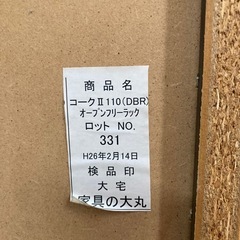 商品名
コークⅡ110(DBR)
オープンフリーラック
ロット NO.
331
H26年2月14日
検品印
大宅
家具の大丸